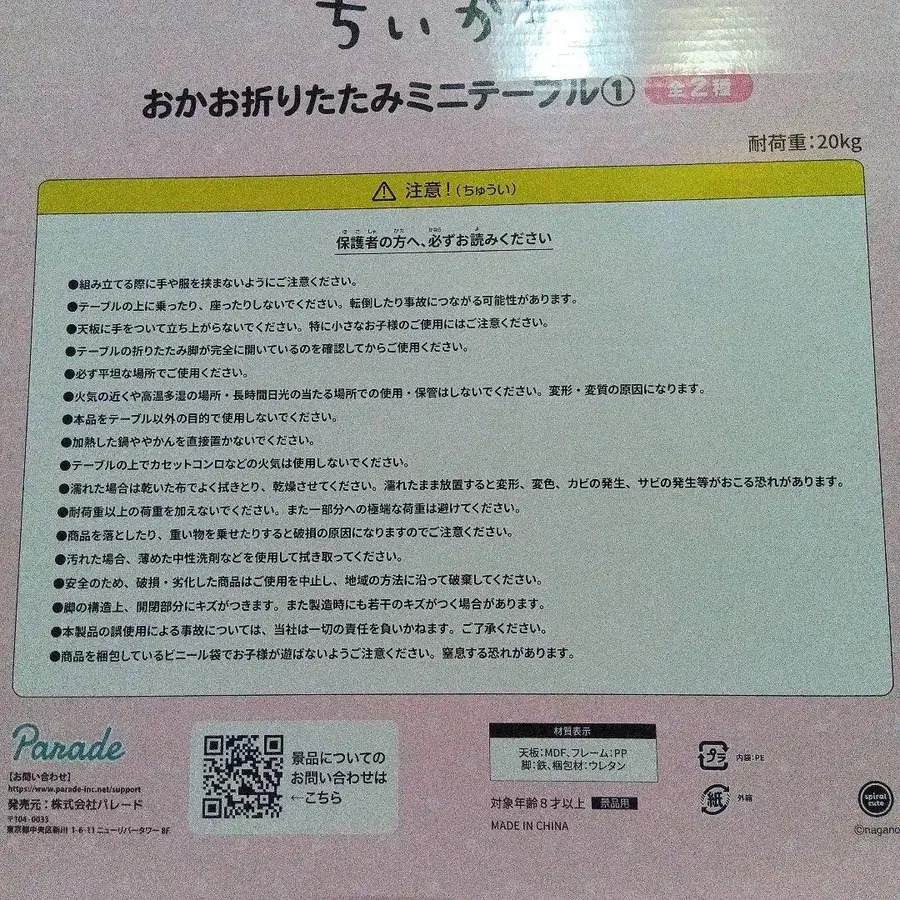 ちいか
おかお折りたたみミニテーブル① 全2種
耐荷重：20kg
注意！(ちゅうい)
保護者の方へ、必ずお読みください
●組み立てる際に手や服を挟まないようにご注意ください。
●テーブルの上に乗ったり、座ったりしないでください。転倒したり事故につながる可能性があります。
●天板に手をついて立ち上がらないでください。特に小さなお子様のご使用にはご注意ください。
●テーブルの折りたたみ脚が完全に開いているのを確認してからご使用ください。
●必ず平坦な場所でご使用ください。
●火気の近くや高温多湿の場所・長時間日光の当たる場所での使用・保管はしないでください。変形・変質の原因になります。
●本品をテーブル以外の目的で使用しないでください。
●加熱した鍋ややかんを直接置かないでください。
●テーブルの上でカセットコンロなどの火気は使用しないでください。
●濡れた場合は乾いた布でよく拭きとり、乾燥させてください。濡れたまま放置すると変形、変色、カビの発生、サビの発生等がおこる恐れがあります。
●耐荷重以上の荷重を加えないでください。また一部分への極端な荷重は避けてください。
●商品を落としたり、重い物を乗せたりすると破損の原因になりますのでご注意ください。
●汚れた場合、薄めた中性洗剤などを使用して拭き取ってください。
●安全のため、破損・劣化した商品はご使用を中止し、地域の方法に沿って破棄してください。
●脚の構造上、開閉部分にキズがつきます。また製造時にも若干のキズがつく場合があります。
●本製品の誤使用による事故については、当社は一切の責任を負いかねます。ご了承ください。
●商品を梱包しているビニール袋でお子様が遊ばないようご注意ください。窒息する恐れがあります。
Parade
【お問い合わせ】
https://www.parade-inc.net/support
発売元：株式会社パレード
〒104-0033
東京都中央区新川 1-6-11 ニューリバータワー 8F
景品についての
お問い合わせは
←こちら
材質表示
天板：MDF、フレーム：PP
脚：鉄、梱包材：ウレタン
対象年齢8才以上 景品用
MADE IN CHINA
プラ 内袋：PE
紙 外箱
spiral
cute
©nagano